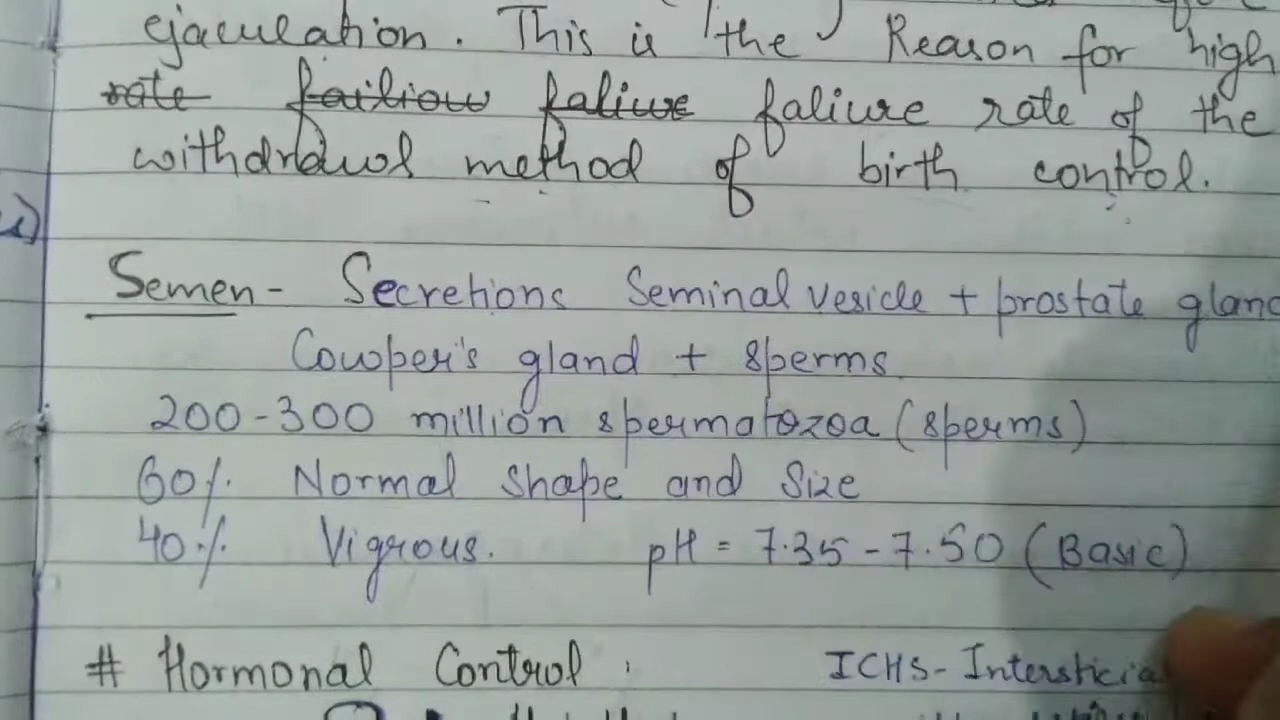 ejaculation. This is the Reason for high
rate failiow faliure faliure rate of the
withdrawl method of birth control.
Semen - Secretions Seminal vesicle + prostate gland
Cowper's gland + sperms
200-300 million spermatozoa (sperms)
60% Normal shape and Size
40% Vigrous. pH = 7.35-7.50 (Basic)
# Hormonal Control : ICHS-Intersticia